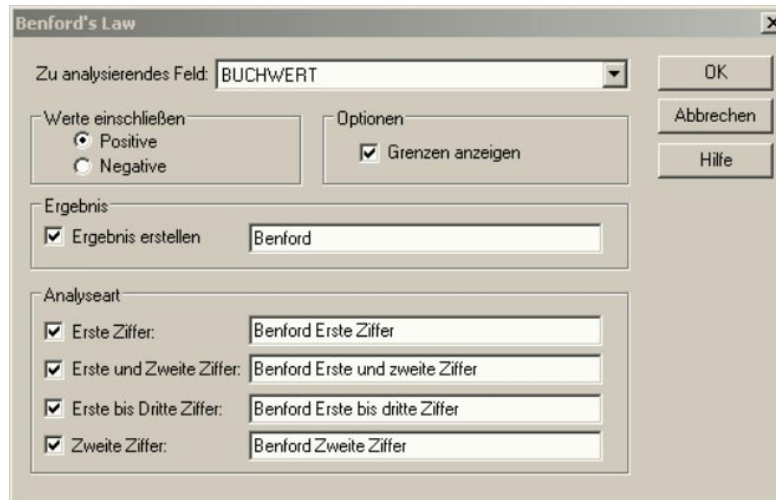 Benford's Law
Zu analysierendes Feld: BUCHWERT
OK
Werte einschließen
Positive
Negative
Optionen
Grenzen anzeigen
Abbrechen
Hilfe
Ergebnis
Ergebnis erstellen Benford
Analyseart
Erste Ziffer: Benford Erste Ziffer
Erste und Zweite Ziffer: Benford Erste und zweite Ziffer
Erste bis Dritte Ziffer: Benford Erste bis dritte Ziffer
Zweite Ziffer: Benford Zweite Ziffer